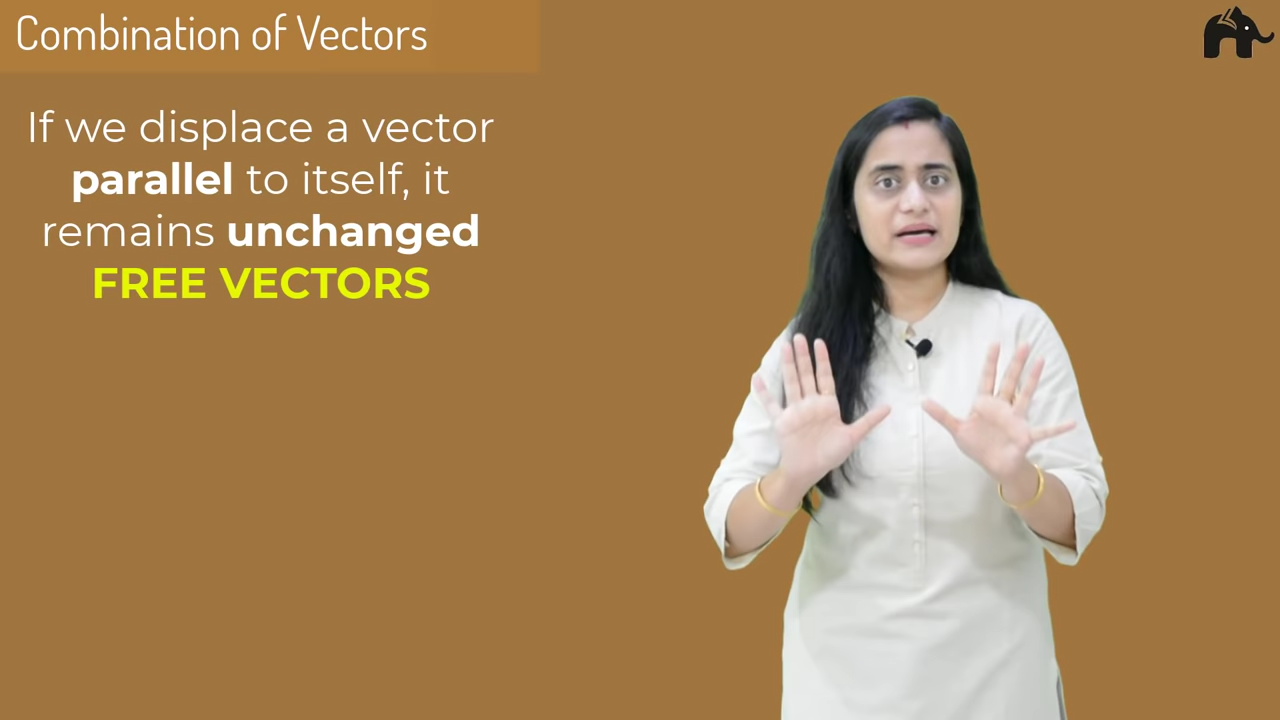 Combination of Vectors
If we displace a vector
parallel to itself, it
remains unchanged
FREE VECTORS